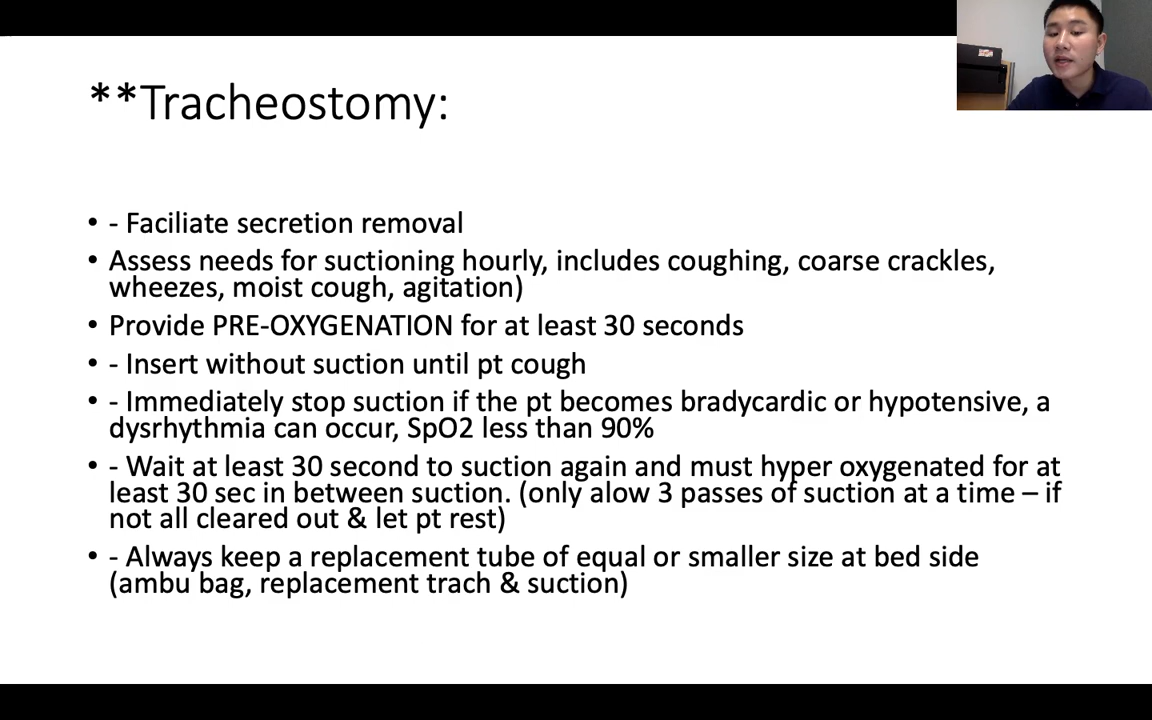 **Tracheostomy:
• - Faciliate secretion removal
• Assess needs for suctioning hourly, includes coughing, coarse crackles,
wheezes, moist cough, agitation)
• Provide PRE-OXYGENATION for at least 30 seconds
• - Insert without suction until pt cough
• - Immediately stop suction if the pt becomes bradycardic or hypotensive, a
dysrhythmia can occur, SpO2 less than 90%
• - Wait at least 30 second to suction again and must hyper oxygenated for at
least 30 sec in between suction. (only alow 3 passes of suction at a time – if
not all cleared out & let pt rest)
• - Always keep a replacement tube of equal or smaller size at bed side
(ambu bag, replacement trach & suction)